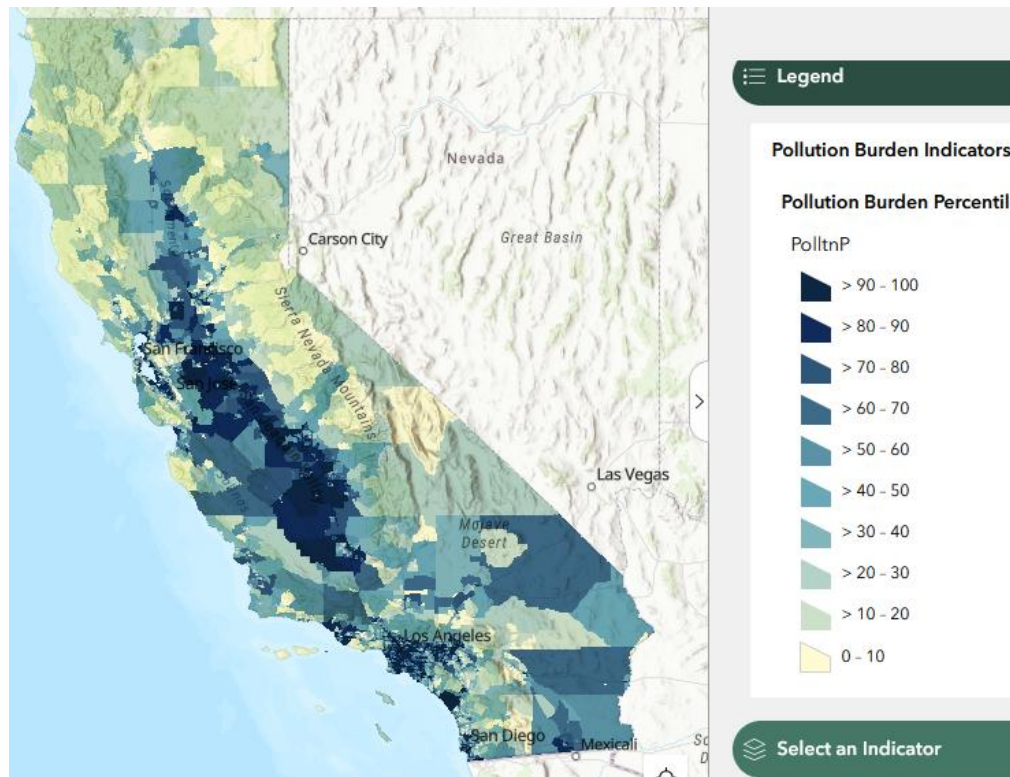 Nevada
Carson City
Great Basin
Sierra Nevada Mountains
San Francisco
San Jose
Las Vegas
Mojave
Desert
Los Angeles
San Diego
Mexicali
Legend
Pollution Burden Indicators
Pollution Burden Percentil
PolltnP
> 90 - 100
> 80 - 90
> 70 - 80
> 60 - 70
> 50 - 60
> 40 - 50
> 30 - 40
> 20 - 30
> 10 - 20
0 - 10
Select an Indicator